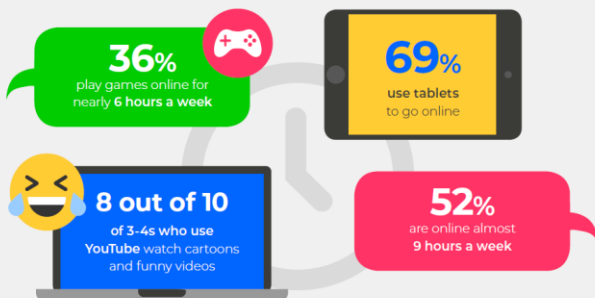 36%
play games online for
nearly 6 hours a week
69%
use tablets
to go online
8 out of 10
of 3-4s who use
YouTube watch cartoons
and funny videos
52%
are online almost
9 hours a week